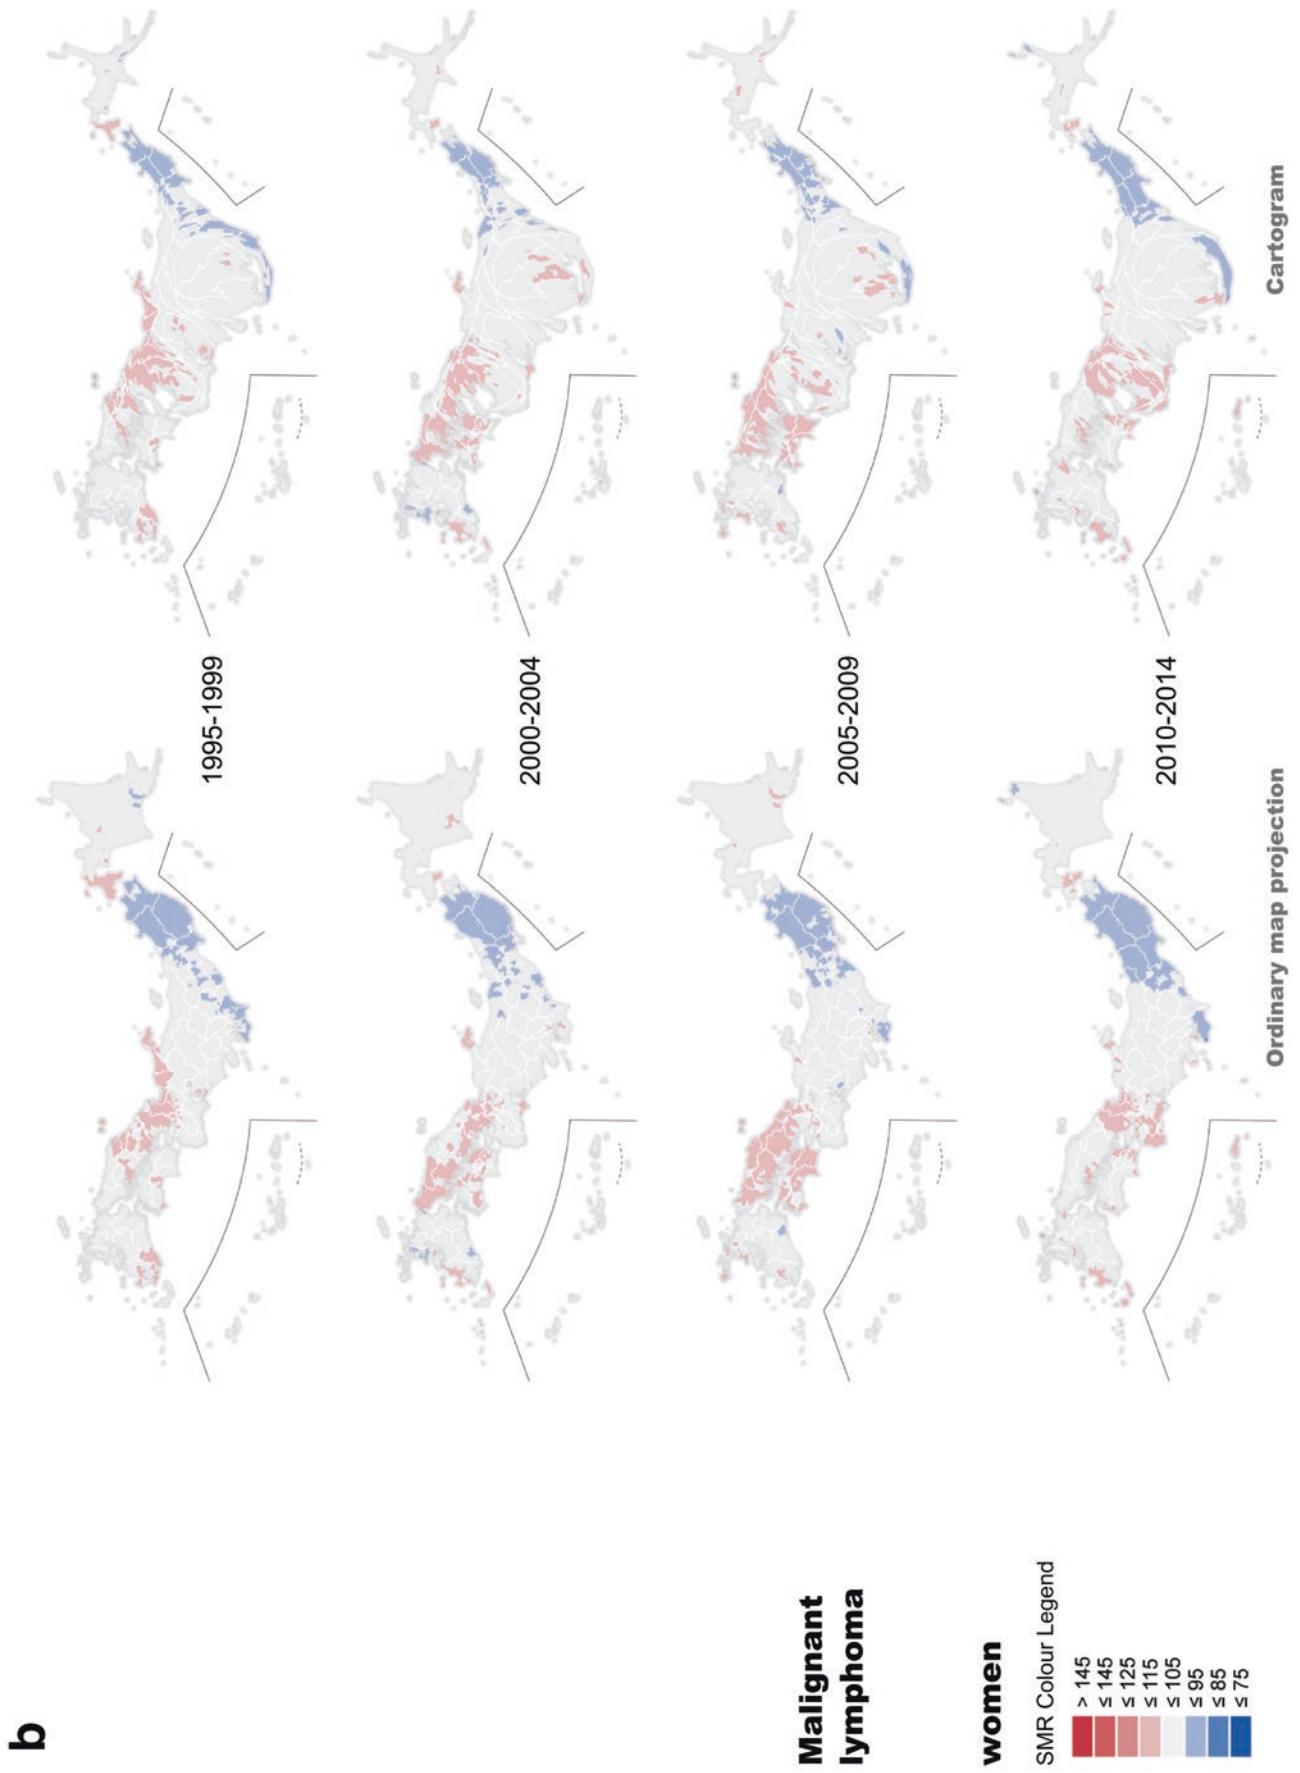 b
Malignant
lymphoma
women
SMR Colour Legend
> 145
≤ 145
≤ 125
≤ 115
≤ 105
≤ 95
≤ 85
≤ 75
1995-1999
2000-2004
2005-2009
2010-2014
Ordinary map projection
Cartogram